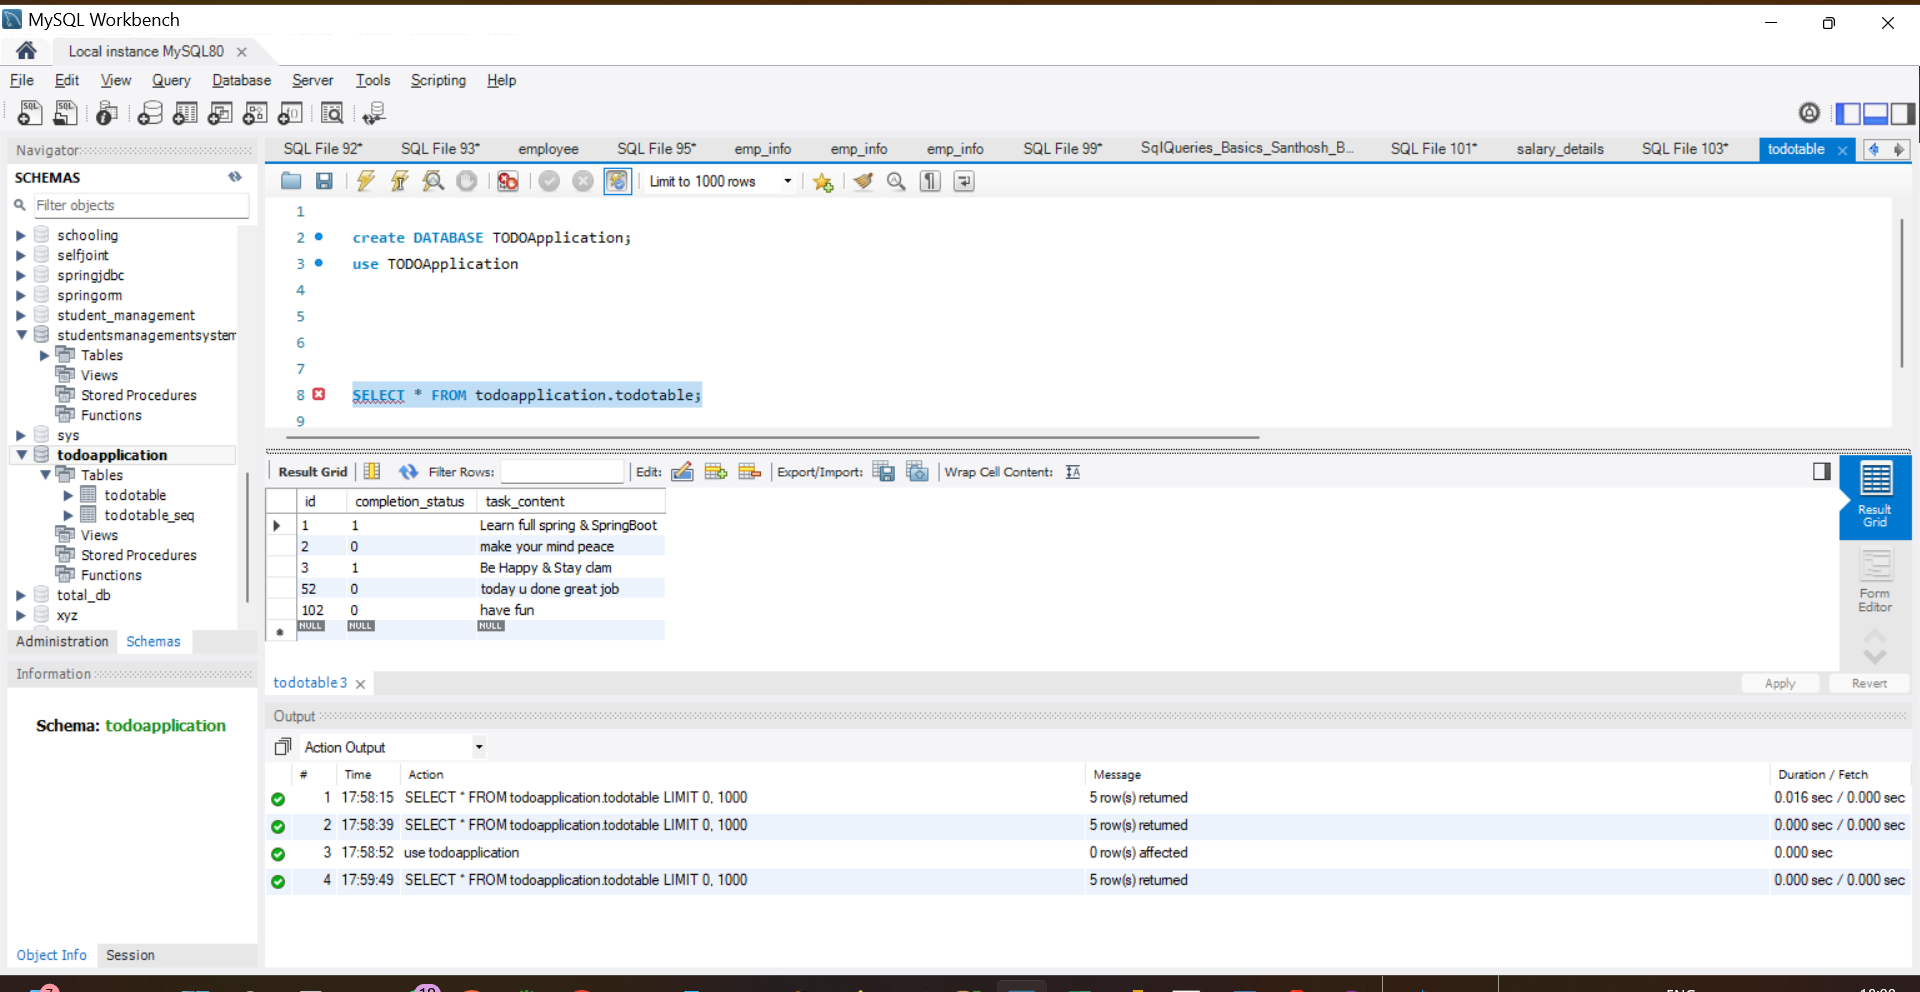 MySQL Workbench
Local instance MySQL80
File Edit View Query Database Server Tools Scripting Help
Navigator
SQL File 92* SQL File 93* employee SQL File 95* emp_info emp_info emp_info SQL File 99* SqlQueries_Basics_Santhosh_B... SQL File 101* salary_details SQL File 103* todotable
SCHEMAS
Limit to 1000 rows
Filter objects
schooling
selfjoint
springjdbc
springorm
student_management
studentsmanagementsystem
Tables
Views
Stored Procedures
Functions
sys
todoapplication
Tables
todotable
todotable_seq
Views
Stored Procedures
Functions
total_db
xyz
Administration Schemas
Information
Schema: todoapplication
Object Info Session
1
2 create DATABASE TODOApplication;
3 use TODOApplication
4
5
6
7
8 SELECT * FROM todoapplication.todotable;
9
Result Grid Filter Rows: Edit: Export/Import: Wrap Cell Content:
id completion_status task_content
1 1 Learn full spring & SpringBoot
2 0 make your mind peace
3 1 Be Happy & Stay clam
52 0 today u done great job
102 0 have fun
NULL NULL NULL
Result
Grid
Form
Editor
todotable 3
Apply Revert
Output
Action Output
# Time Action Message Duration / Fetch
1 17:58:15 SELECT * FROM todoapplication.todotable LIMIT 0, 1000 5 row(s) returned 0.016 sec / 0.000 sec
2 17:58:39 SELECT * FROM todoapplication.todotable LIMIT 0, 1000 5 row(s) returned 0.000 sec / 0.000 sec
3 17:58:52 use todoapplication 0 row(s) affected 0.000 sec
4 17:59:49 SELECT * FROM todoapplication.todotable LIMIT 0, 1000 5 row(s) returned 0.000 sec / 0.000 sec